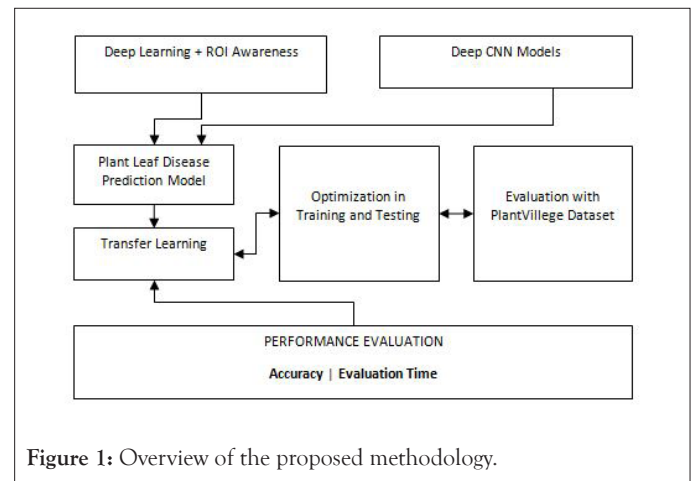 Deep Learning + ROI Awareness
Deep CNN Models
Plant Leaf Disease
Prediction Model
Optimization in
Training and Testing
Evaluation with
PlantVillege Dataset
Transfer Learning
PERFORMANCE EVALUATION
Accuracy | Evaluation Time
Figure 1: Overview of the proposed methodology.